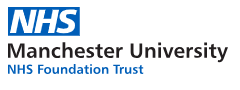 NHS
Manchester University
NHS Foundation Trust